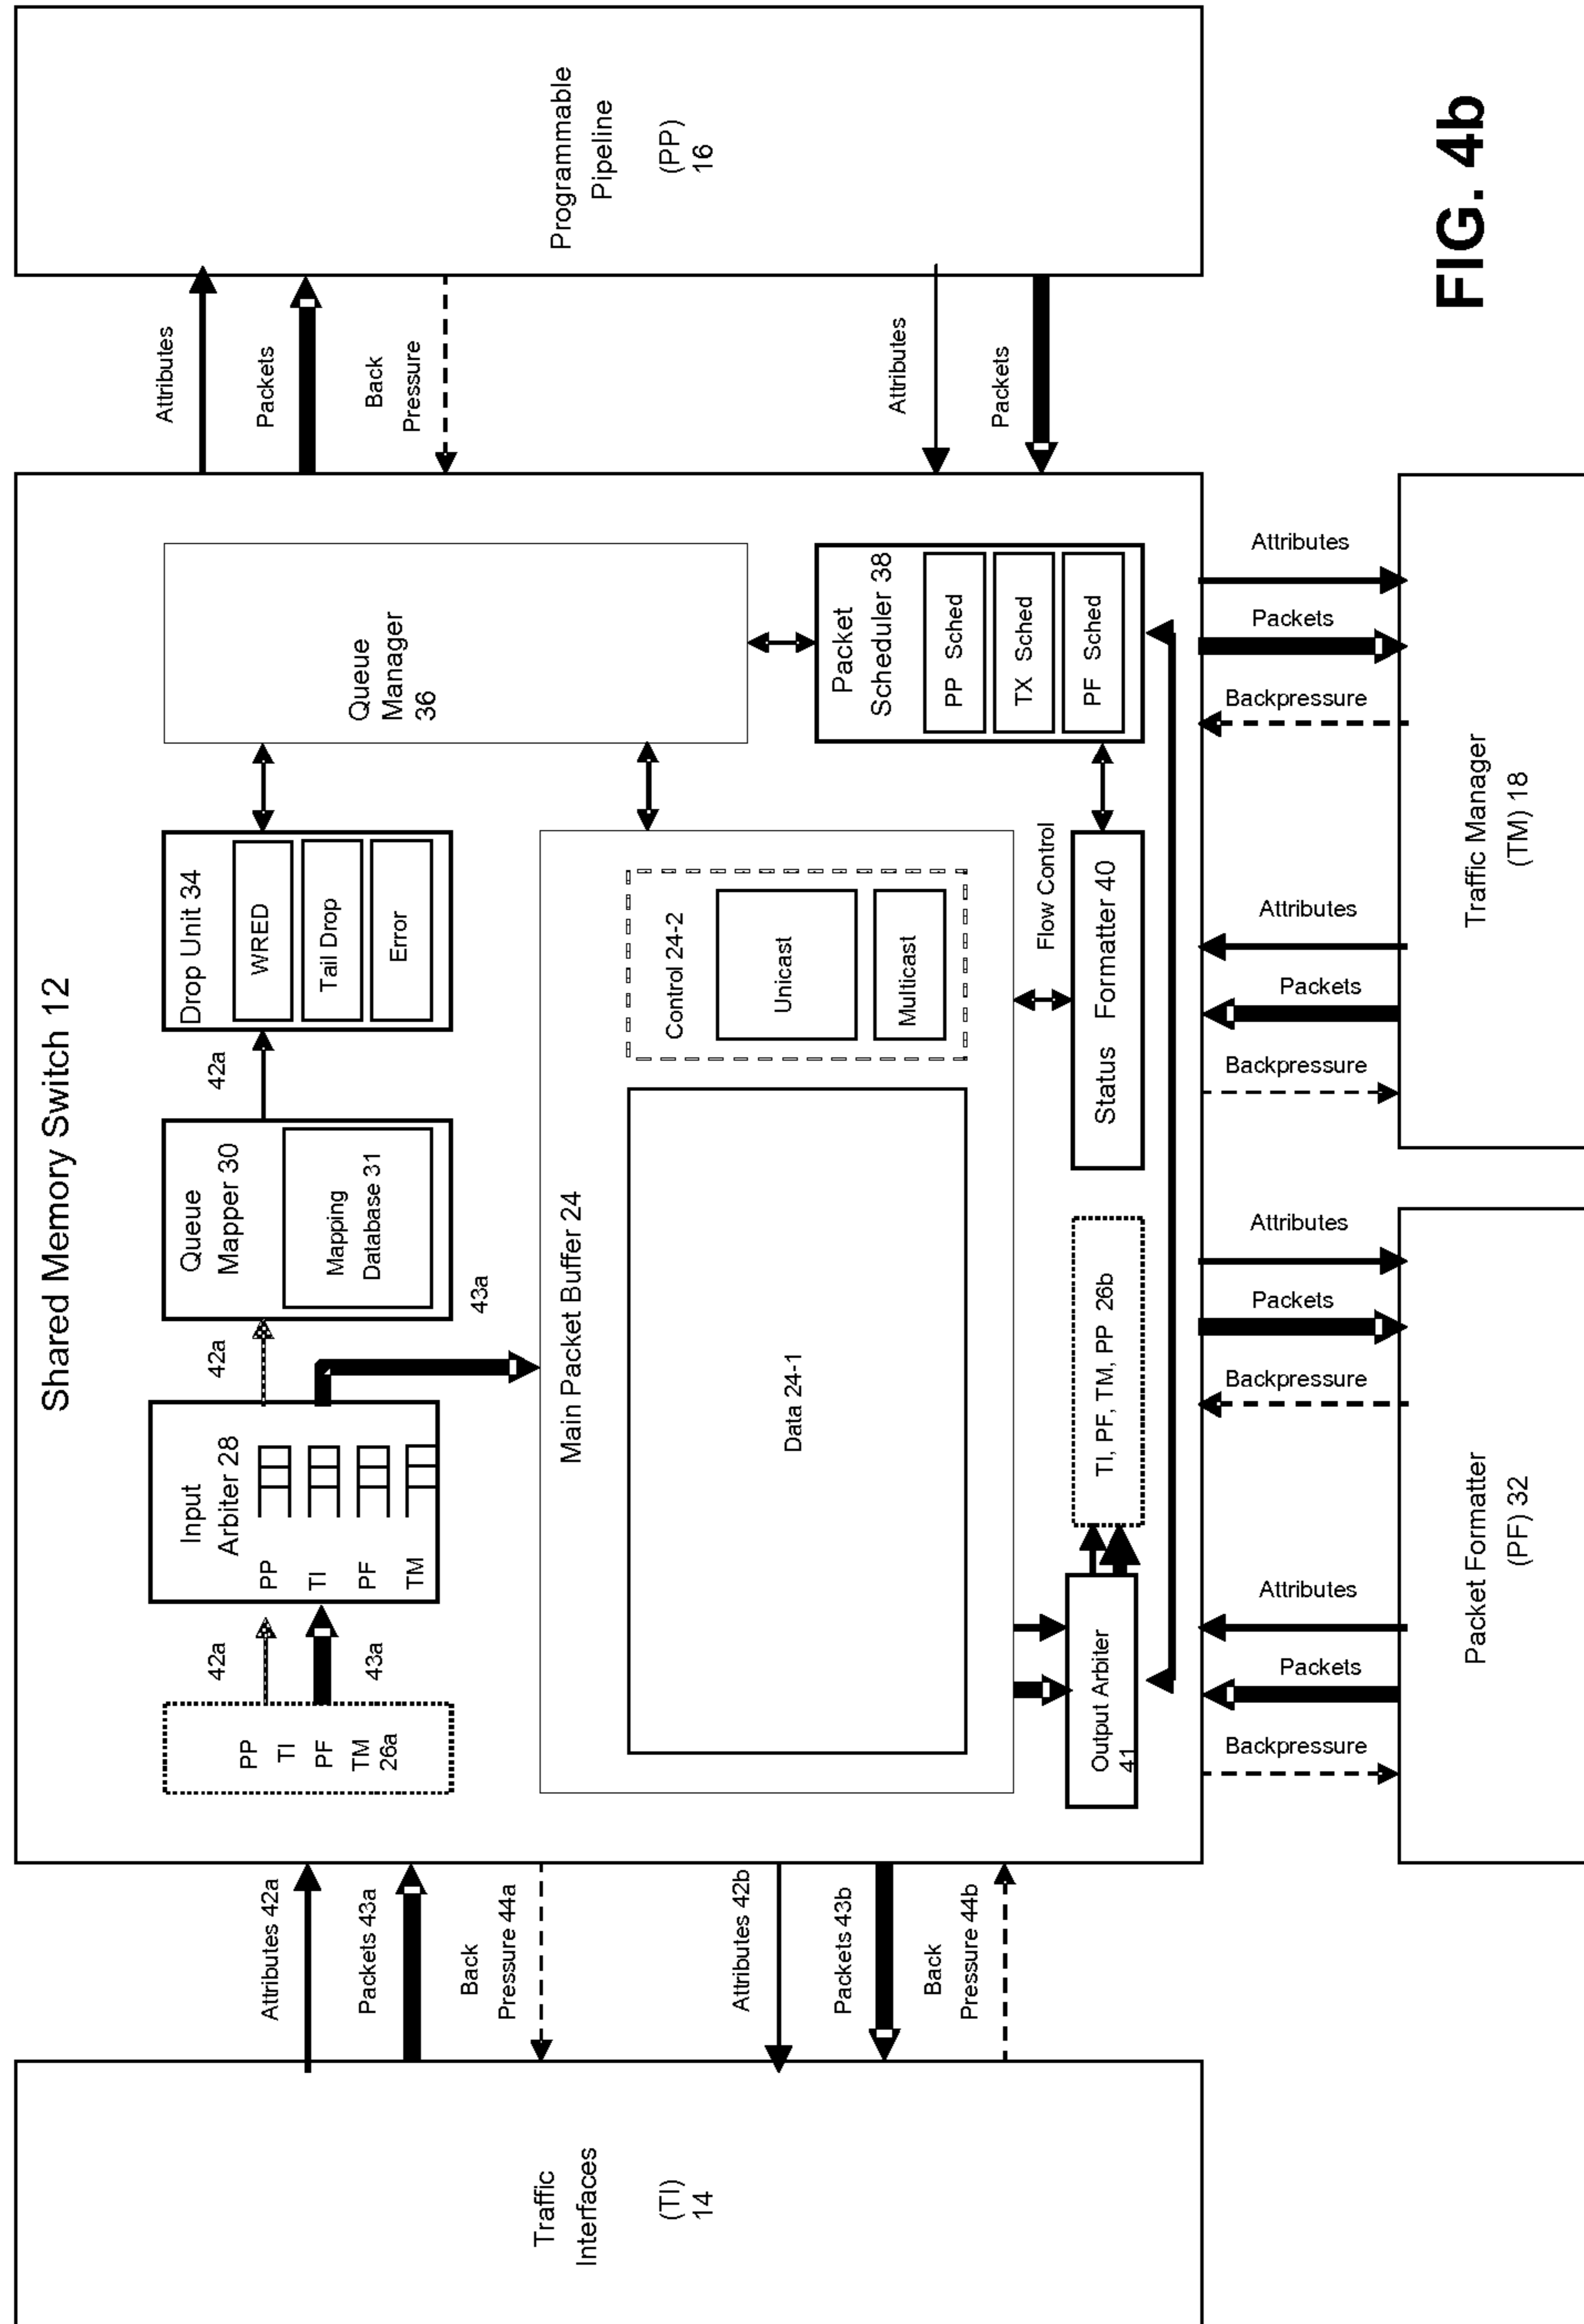 Shared Memory Switch 12
Traffic
Interfaces
(TI)
14
Attributes 42a
Packets 43a
Back
Pressure 44a
Attributes 42b
Packets 43b
Back
Pressure 44b
PP
TI
PF
TM
26a
42a
43a
Input
Arbiter 28
PP
TI
PF
TM
42a
43a
Queue
Mapper 30
Mapping
Database 31
42a
Drop Unit 34
WRED
Tail Drop
Error
Queue
Manager
36
Main Packet Buffer 24
Data 24-1
Control 24-2
Unicast
Multicast
Flow Control
Packet
Scheduler 38
PP Sched
TX Sched
PF Sched
Output Arbiter
41
TI, PF, TM, PP 26b
Status Formatter 40
Attributes
Packets
Back
Pressure
Attributes
Packets
Programmable
Pipeline
(PP)
16
Backpressure
Packets
Attributes
Backpressure
Packets
Attributes
Packet Formatter
(PF) 32
Backpressure
Packets
Attributes
Backpressure
Packets
Attributes
Traffic Manager
(TM) 18
FIG. 4b